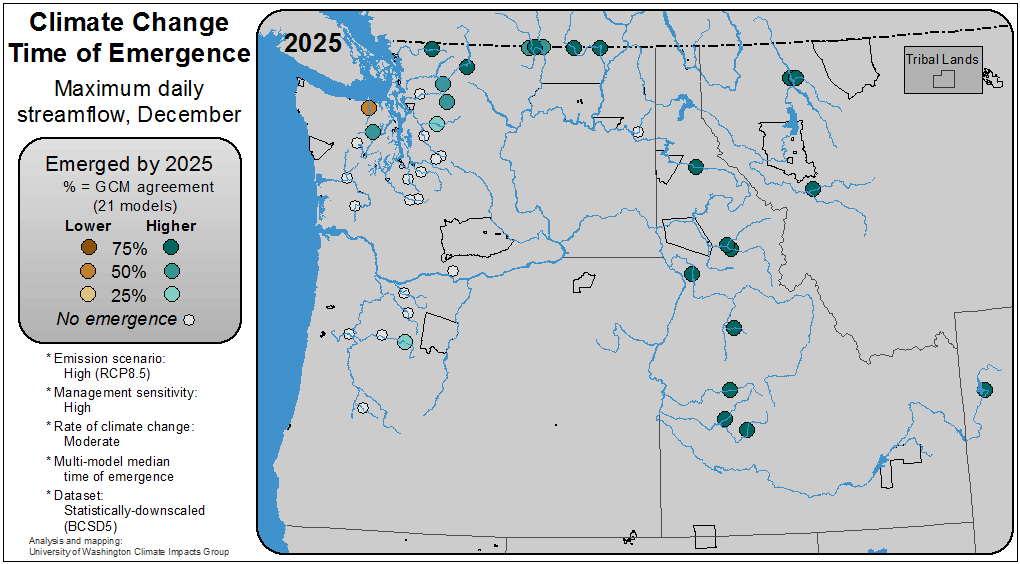 Climate Change
Time of Emergence
Maximum daily
streamflow, December
Emerged by 2025
% = GCM agreement
(21 models)
Lower Higher
75%
50%
25%
No emergence
* Emission scenario:
High (RCP8.5)
* Management sensitivity:
High
* Rate of climate change:
Moderate
* Multi-model median
time of emergence
* Dataset:
Statistically-downscaled
(BCSD5)
Analysis and mapping:
University of Washington Climate Impacts Group
2025
Tribal Lands